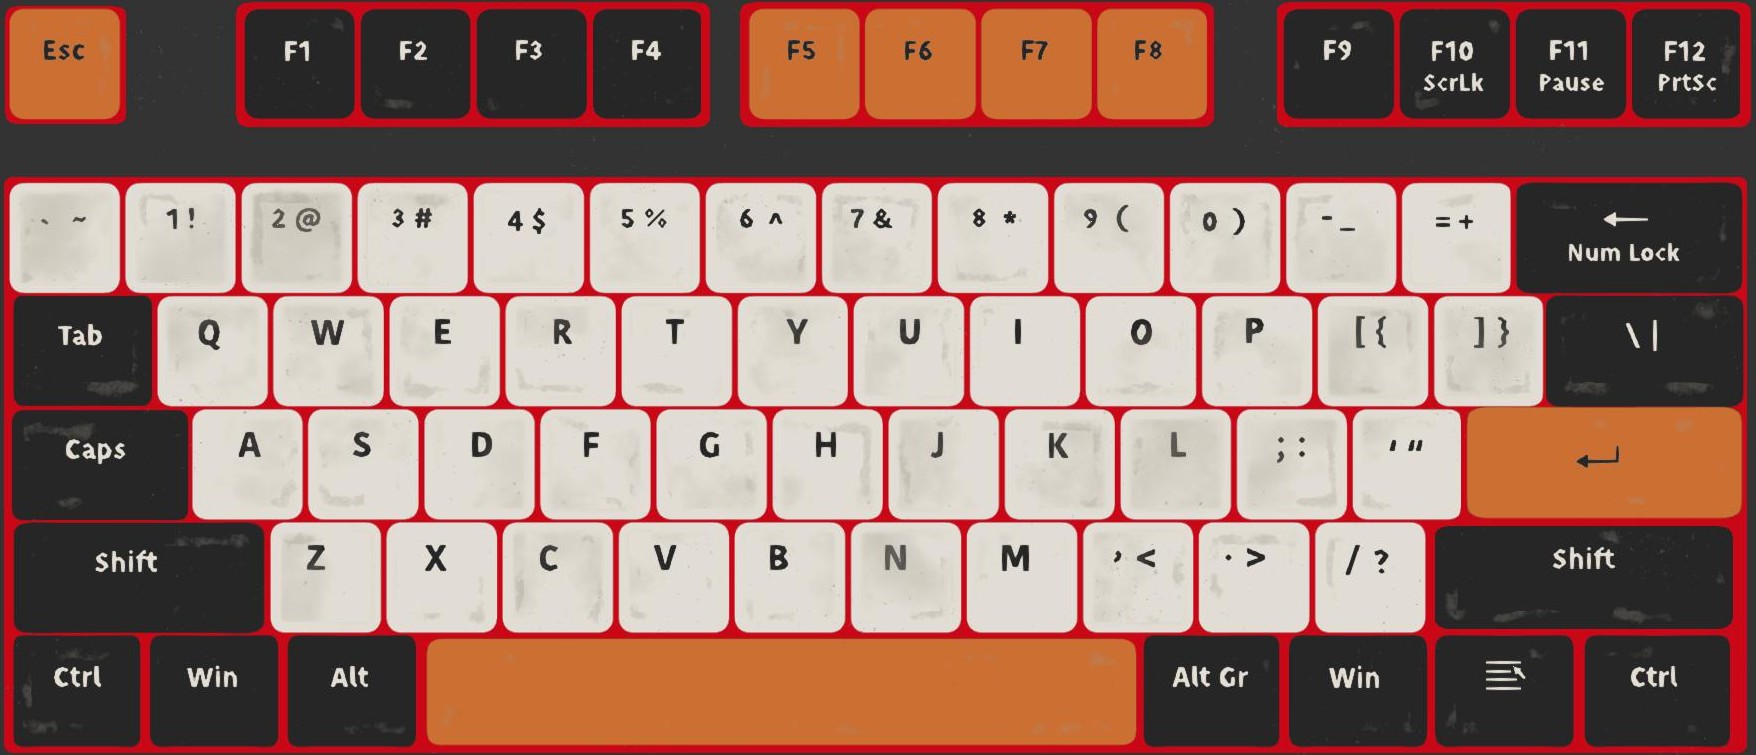 Esc F1 F2 F3 F4 F5 F6 F7 F8 F9 F10 F11 F12
ScrLk Pause PrtSc
` ~ 1 ! 2 @ 3 # 4 $ 5 % 6 ^ 7 & 8 * 9 ( 0 ) - _ = + ←
Num Lock
Tab Q W E R T Y U I O P [ { ] } \ |
Caps A S D F G H J K L ; : ' " ↵
Shift Z X C V B N M , < . > / ? Shift
Ctrl Win Alt Alt Gr Win Ctrl